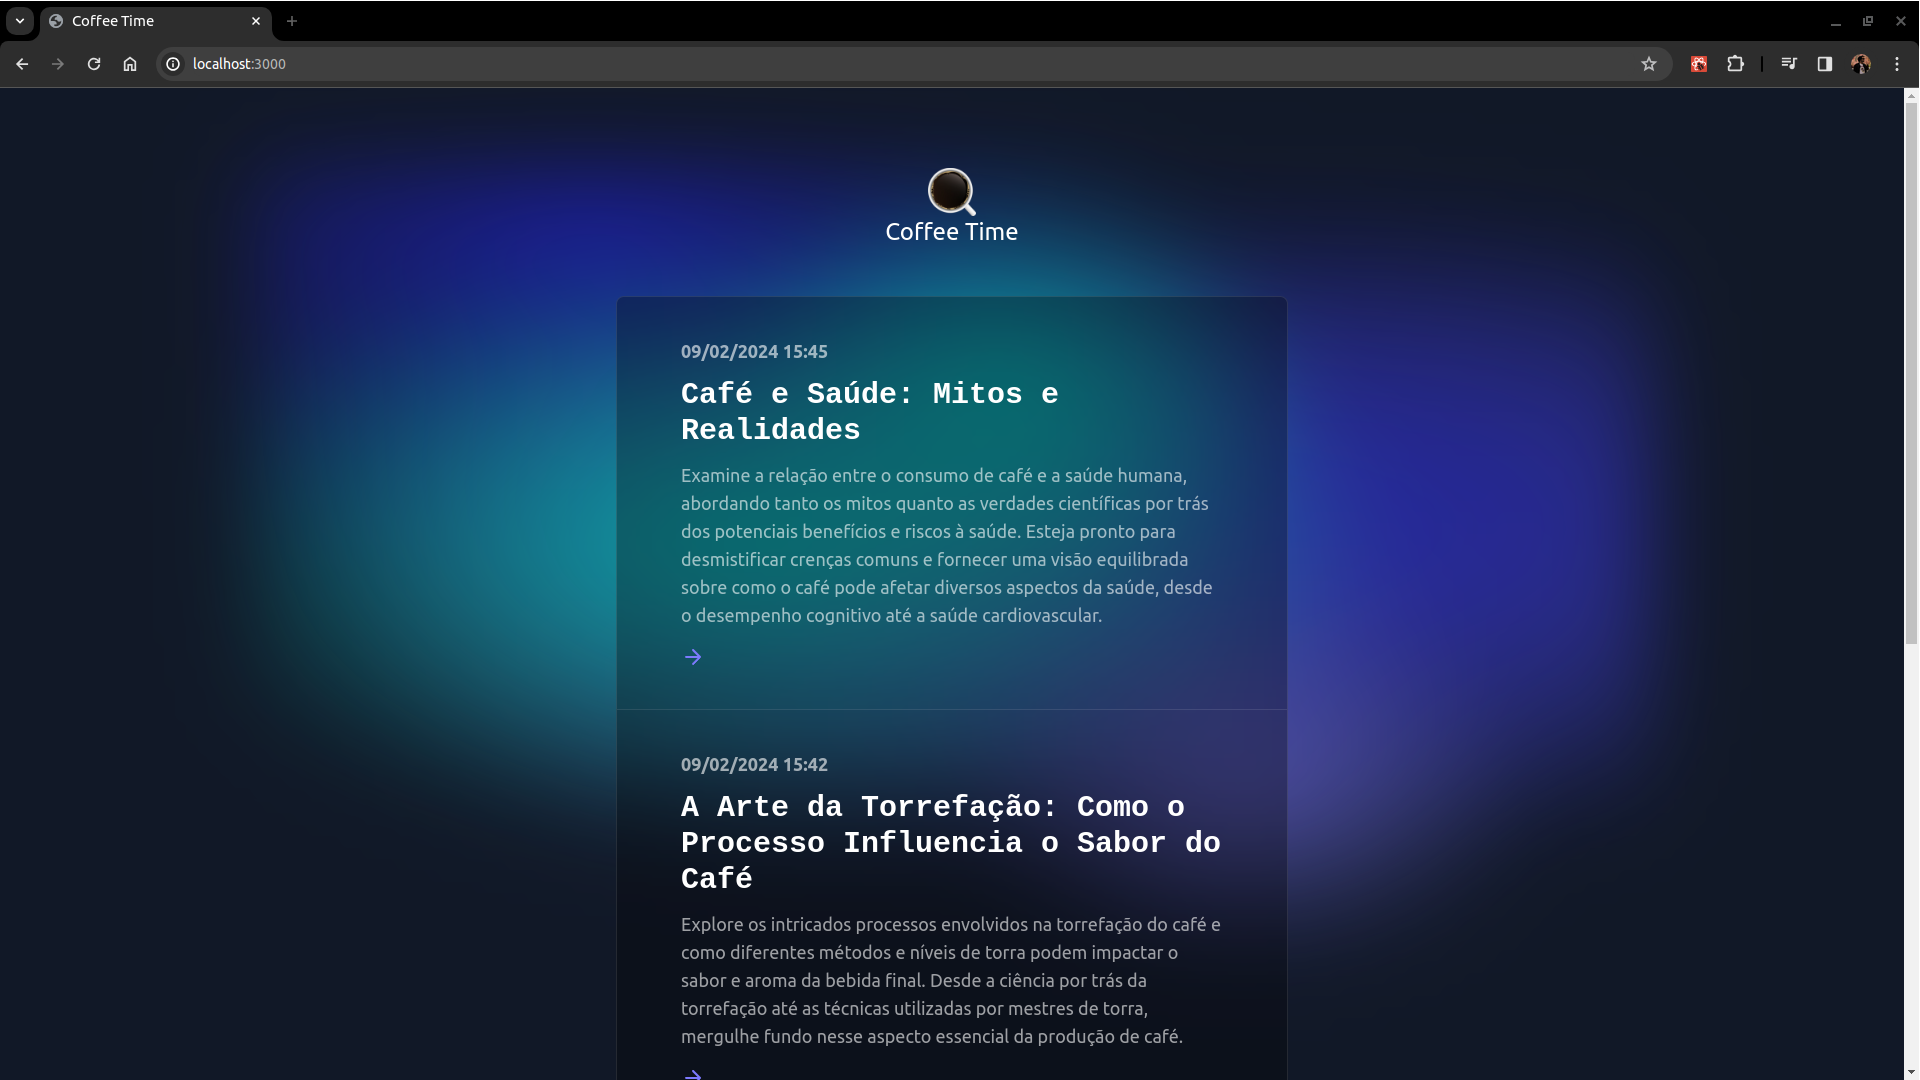 Coffee Time
localhost:3000
Coffee Time
09/02/2024 15:45
Café e Saúde: Mitos e
Realidades
Examine a relação entre o consumo de café e a saúde humana,
abordando tanto os mitos quanto as verdades científicas por trás
dos potenciais benefícios e riscos à saúde. Esteja pronto para
desmistificar crenças comuns e fornecer uma visão equilibrada
sobre como o café pode afetar diversos aspectos da saúde, desde
o desempenho cognitivo até a saúde cardiovascular.
09/02/2024 15:42
A Arte da Torrefação: Como o
Processo Influencia o Sabor do
Café
Explore os intricados processos envolvidos na torrefação do café e
como diferentes métodos e níveis de torra podem impactar o
sabor e aroma da bebida final. Desde a ciência por trás da
torrefação até as técnicas utilizadas por mestres de torra,
mergulhe fundo nesse aspecto essencial da produção de café.